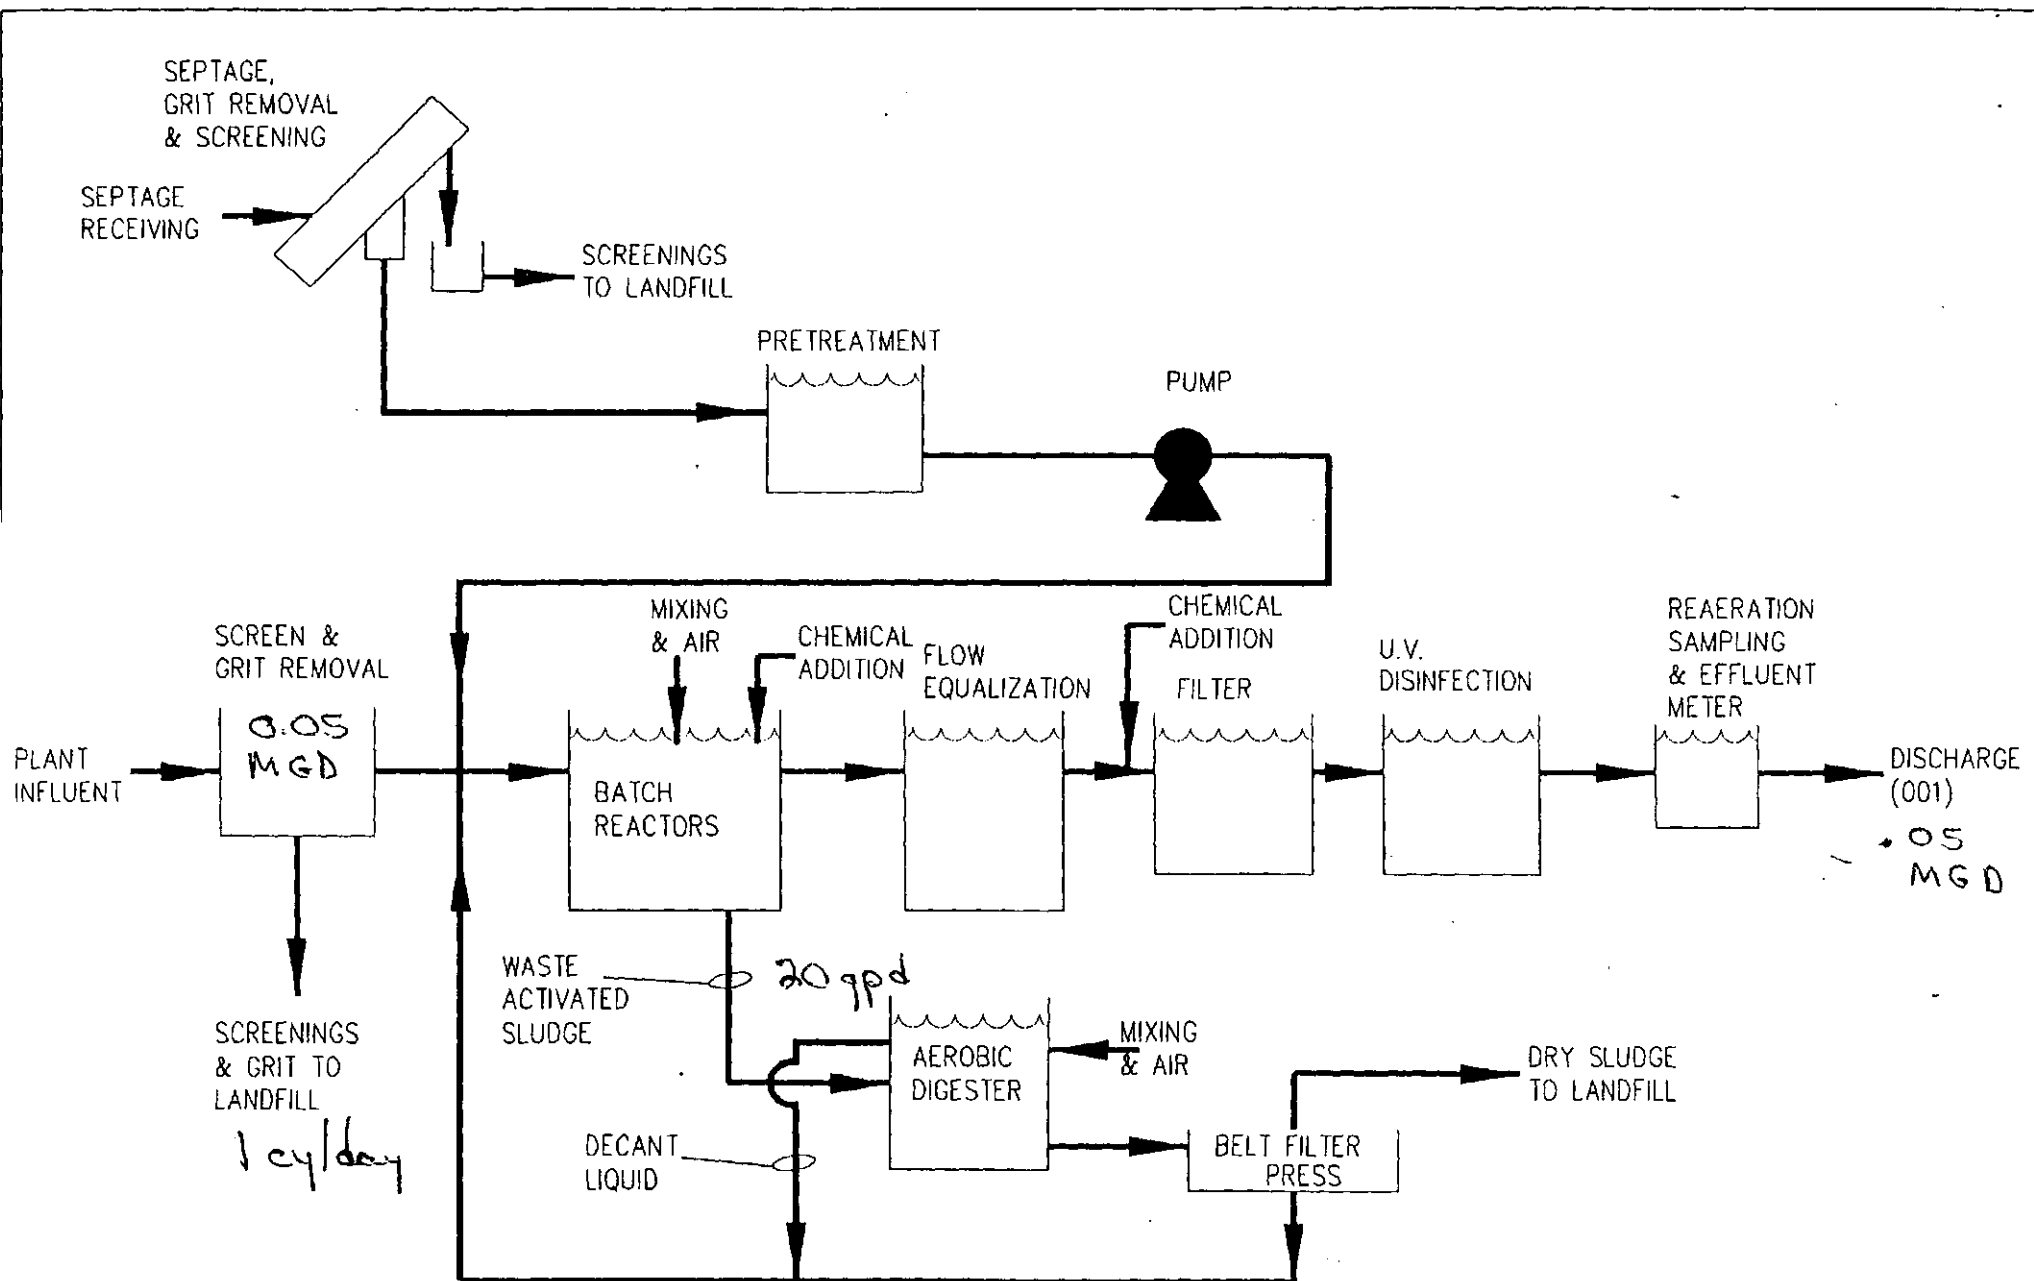 SEPTAGE,
GRIT REMOVAL
& SCREENING
SEPTAGE
RECEIVING
SCREENINGS
TO LANDFILL
PRETREATMENT
PUMP
SCREEN &
GRIT REMOVAL
0.05
MGD
PLANT
INFLUENT
SCREENINGS
& GRIT TO
LANDFILL
1 cy/day
MIXING
& AIR
CHEMICAL
ADDITION
BATCH
REACTORS
FLOW
EQUALIZATION
CHEMICAL
ADDITION
FILTER
U.V.
DISINFECTION
REAERATION
SAMPLING
& EFFLUENT
METER
DISCHARGE
(001)
.05
MGD
WASTE
ACTIVATED
SLUDGE
20 gpd
AEROBIC
DIGESTER
MIXING
& AIR
DECANT
LIQUID
BELT FILTER
PRESS
DRY SLUDGE
TO LANDFILL